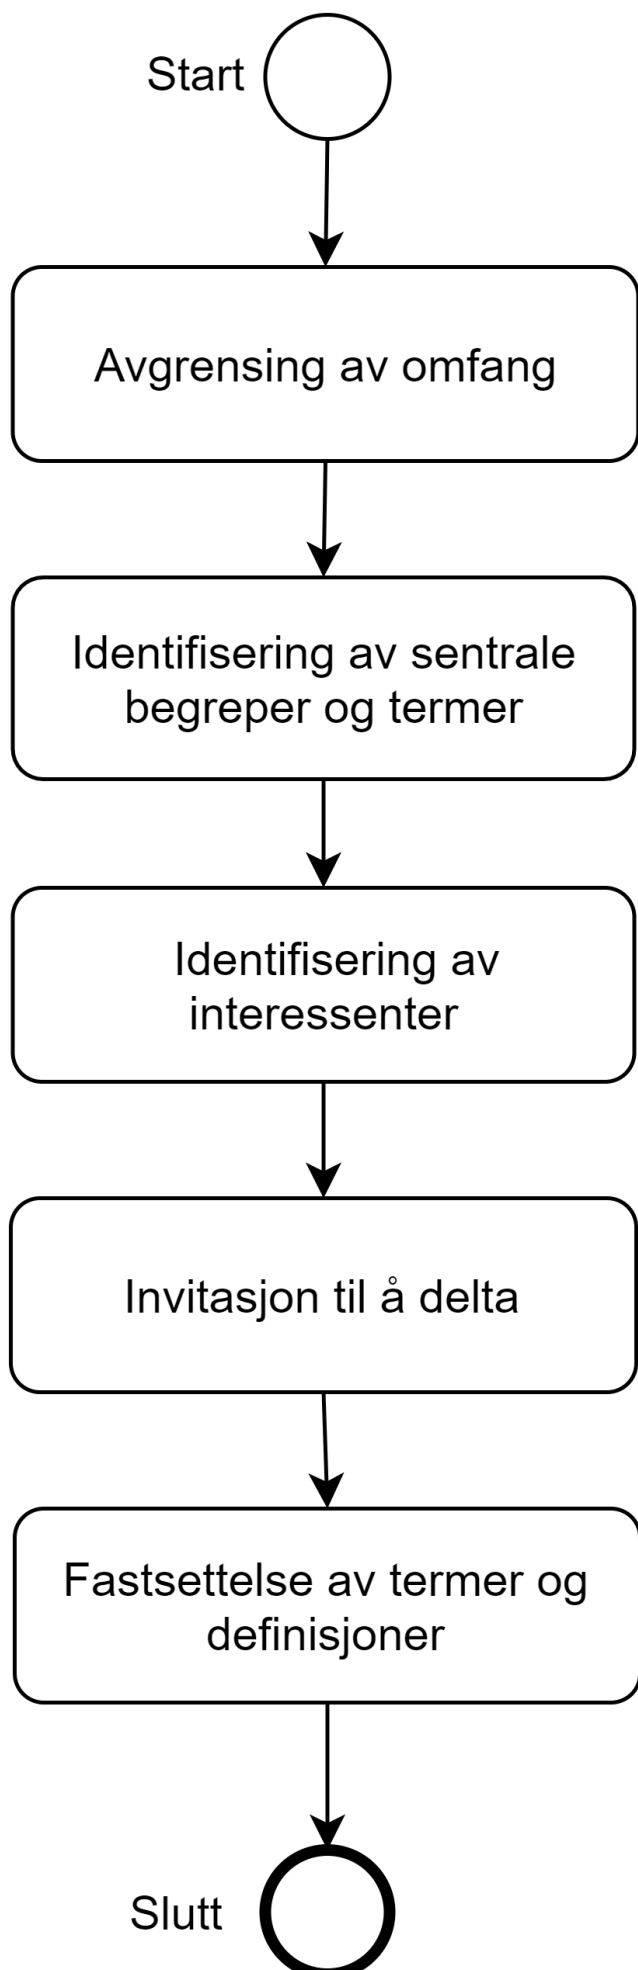 Start
Avgrensing av omfang
Identifisering av sentrale
begreper og termer
Identifisering av
interessenter
Invitasjon til å delta
Fastsettelse av termer og
definisjoner
Slutt